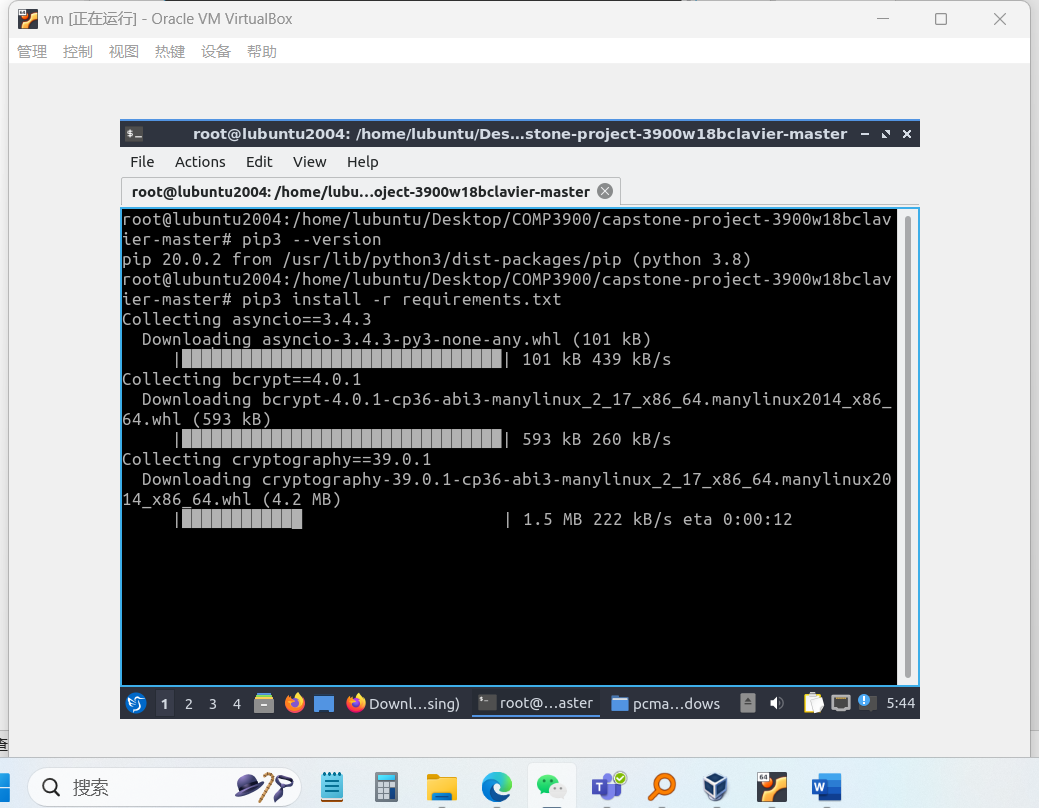 vm [正在运行] - Oracle VM VirtualBox
管理 控制 视图 热键 设备 帮助
root@lubuntu2004: /home/lubuntu/Des…stone-project-3900w18bclavier-master
File Actions Edit View Help
root@lubuntu2004: /home/lubu…oject-3900w18bclavier-master
root@lubuntu2004:/home/lubuntu/Desktop/COMP3900/capstone-project-3900w18bclav
ier-master# pip3 --version
pip 20.0.2 from /usr/lib/python3/dist-packages/pip (python 3.8)
root@lubuntu2004:/home/lubuntu/Desktop/COMP3900/capstone-project-3900w18bclav
ier-master# pip3 install -r requirements.txt
Collecting asyncio==3.4.3
Downloading asyncio-3.4.3-py3-none-any.whl (101 kB)
| | 101 kB 439 kB/s
Collecting bcrypt==4.0.1
Downloading bcrypt-4.0.1-cp36-abi3-manylinux_2_17_x86_64.manylinux2014_x86_
64.whl (593 kB)
| | 593 kB 260 kB/s
Collecting cryptography==39.0.1
Downloading cryptography-39.0.1-cp36-abi3-manylinux_2_17_x86_64.manylinux20
14_x86_64.whl (4.2 MB)
| | 1.5 MB 222 kB/s eta 0:00:12
1 2 3 4 Downl…sing) root@…aster pcma…dows 5:44
搜索